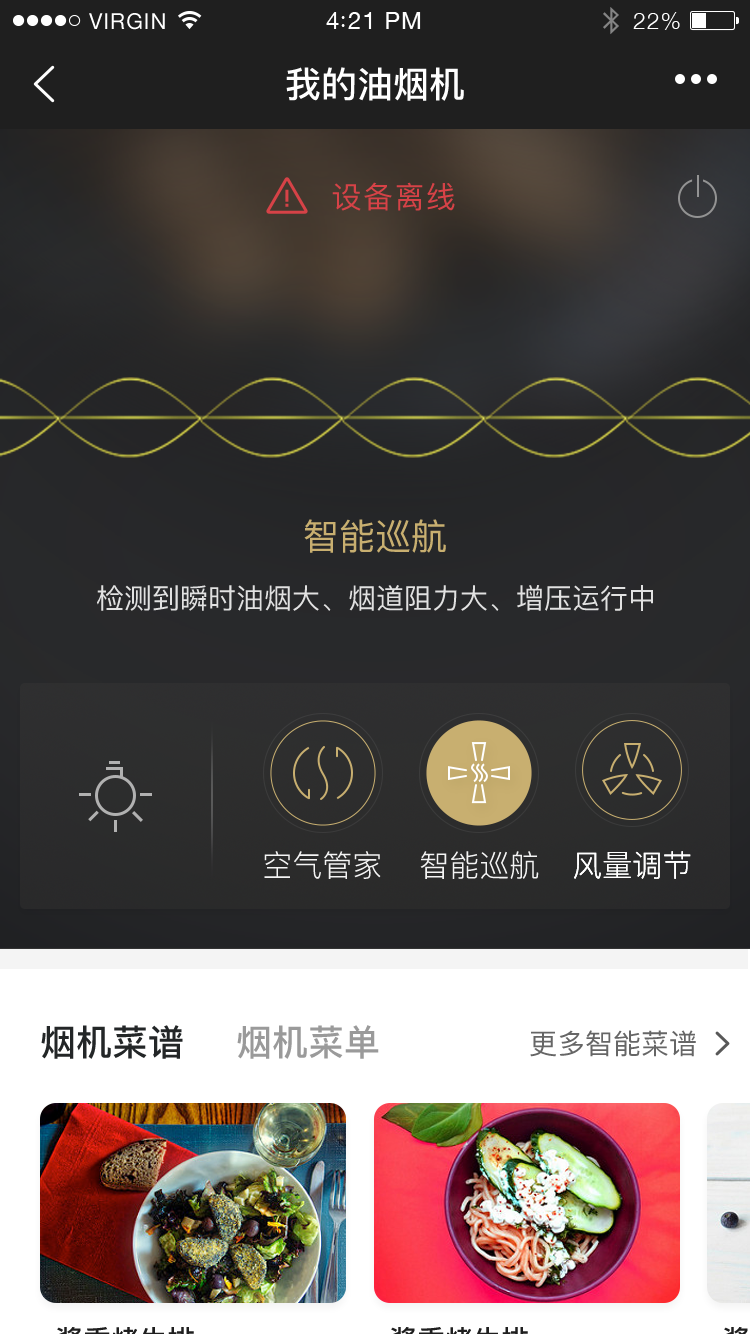 VIRGIN 4:21 PM 22%
我的油烟机
设备离线
智能巡航
检测到瞬时油烟大、烟道阻力大、增压运行中
空气管家 智能巡航 风量调节
烟机菜谱 烟机菜单 更多智能菜谱